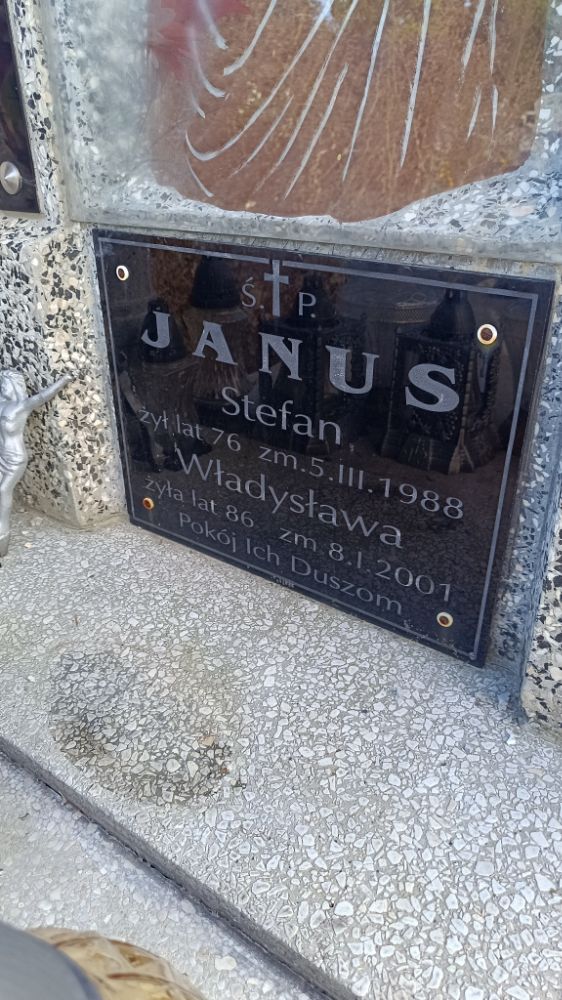 Ś. P.
JANUS
Stefan
żył lat 76 zm.5.III.1988
Władysława
żyła lat 86 zm.8.I.2001
Pokój Ich Duszom